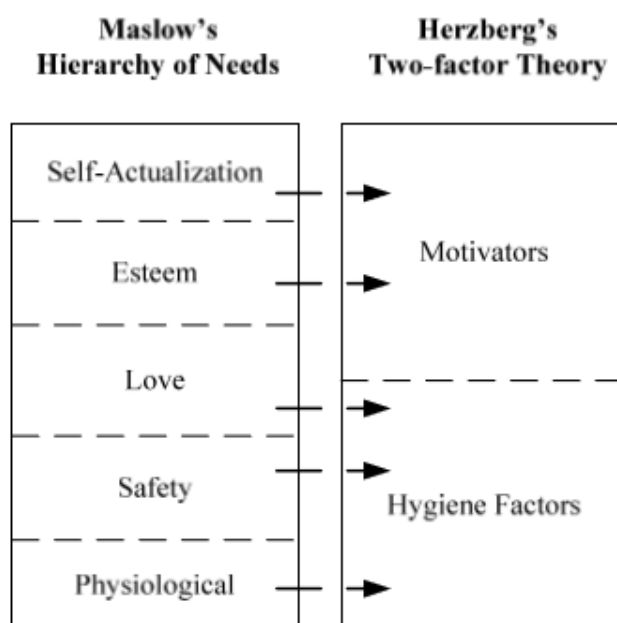 Maslow's
Hierarchy of Needs
Herzberg's
Two-factor Theory
Self-Actualization
Esteem
Love
Safety
Physiological
Motivators
Hygiene Factors